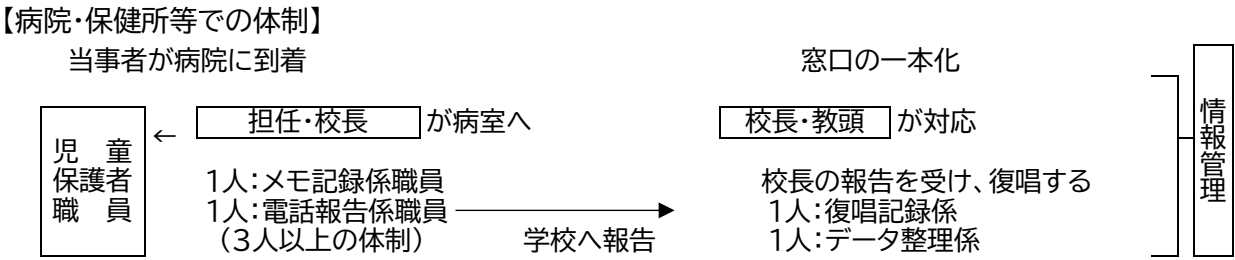 【病院・保健所等での体制】
当事者が病院に到着
窓口の一本化
児　童
保護者
職　員
← 担任・校長 が病室へ
1人：メモ記録係職員
1人：電話報告係職員
（3人以上の体制）
学校へ報告
校長・教頭 が対応
校長の報告を受け、復唱する
1人：復唱記録係
1人：データ整理係
情報管理